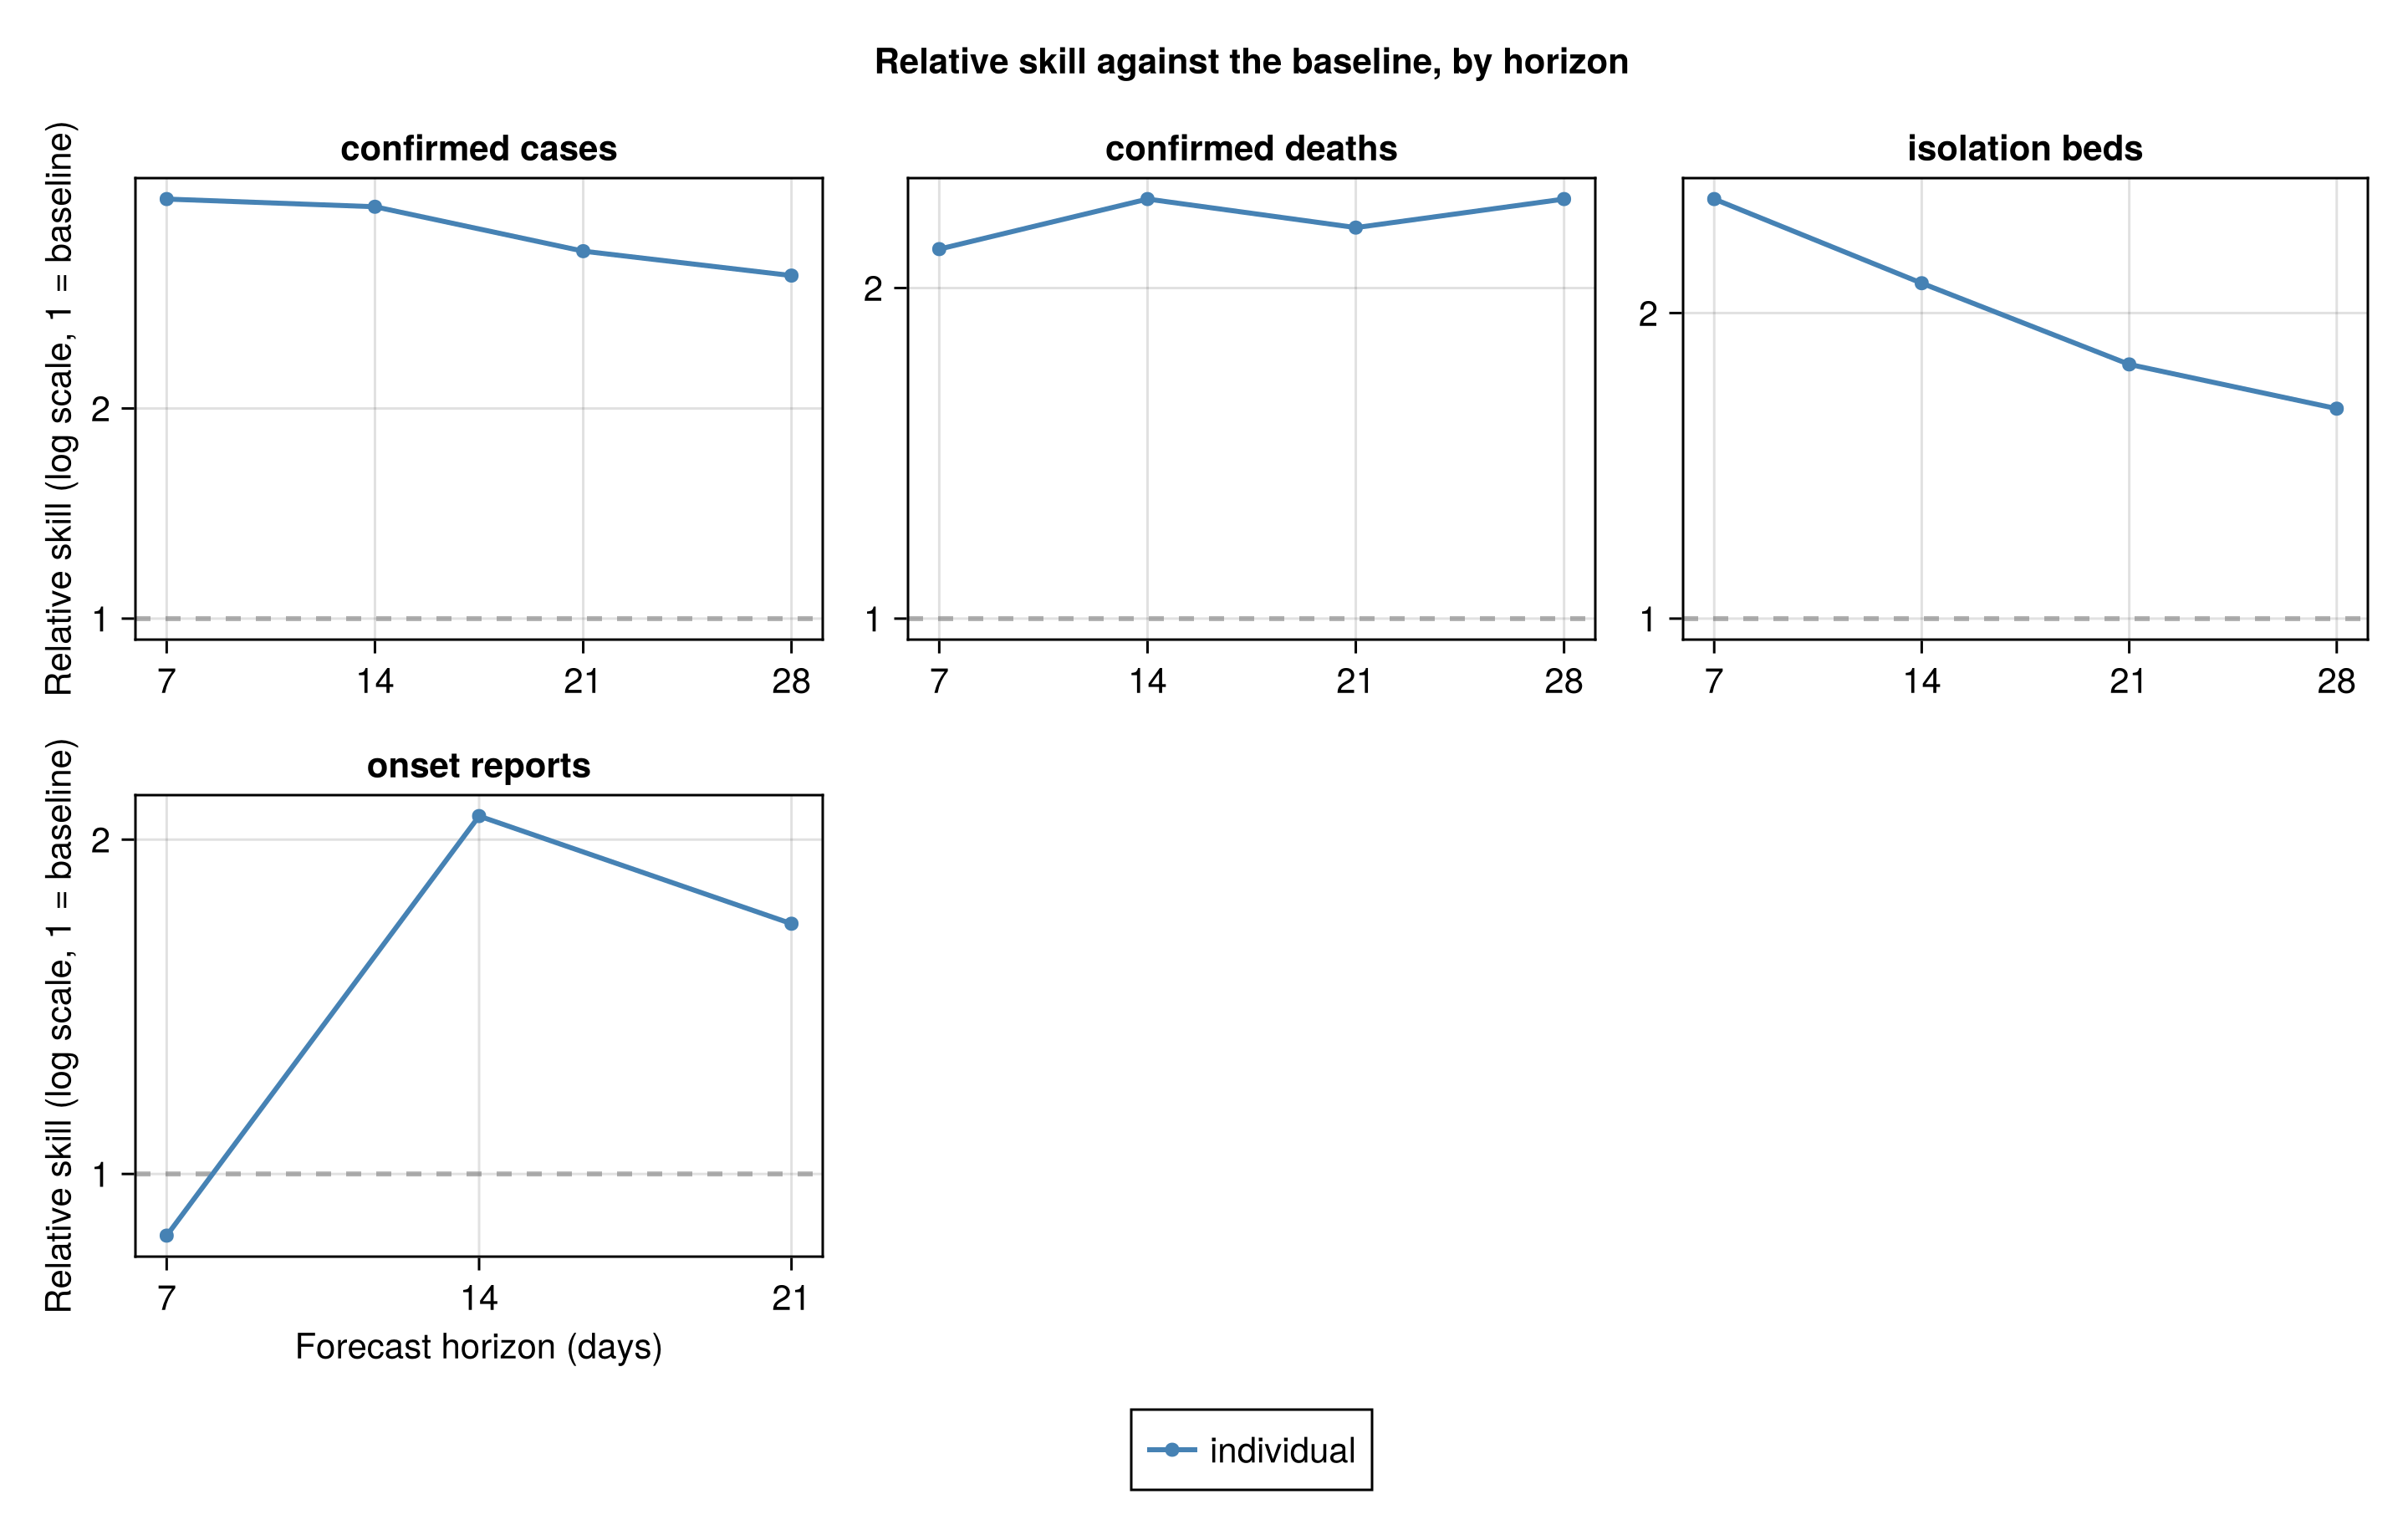 Relative skill against the baseline, by horizon
confirmed cases
confirmed deaths
isolation beds
Relative skill (log scale, 1 = baseline)
2
1
7 14 21 28
2
1
7 14 21 28
2
1
7 14 21 28
onset reports
Relative skill (log scale, 1 = baseline)
2
1
7 14 21
Forecast horizon (days)
individual